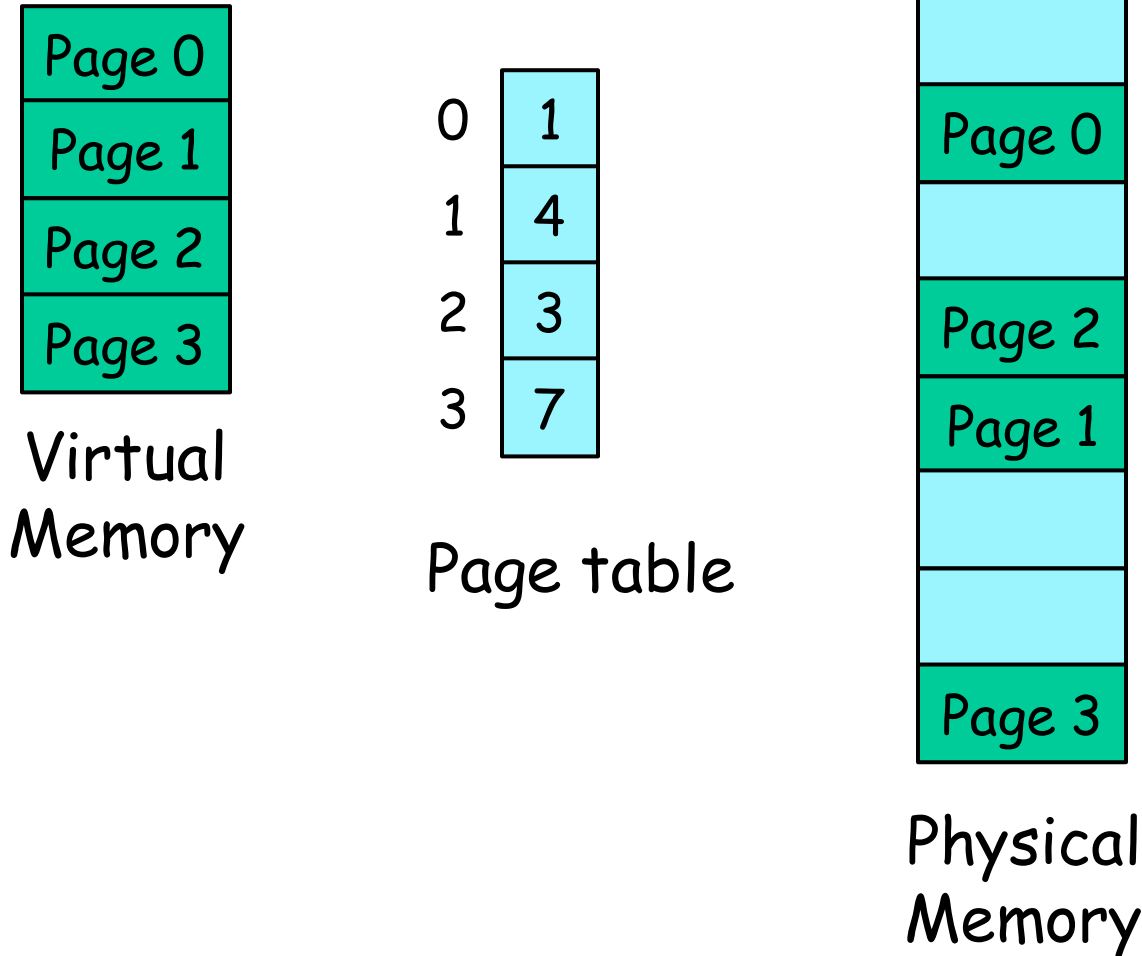 Page 0
Page 1
Page 2
Page 3
Virtual
Memory
0 1
1 4
2 3
3 7
Page table
Page 0
Page 2
Page 1
Page 3
Physical
Memory